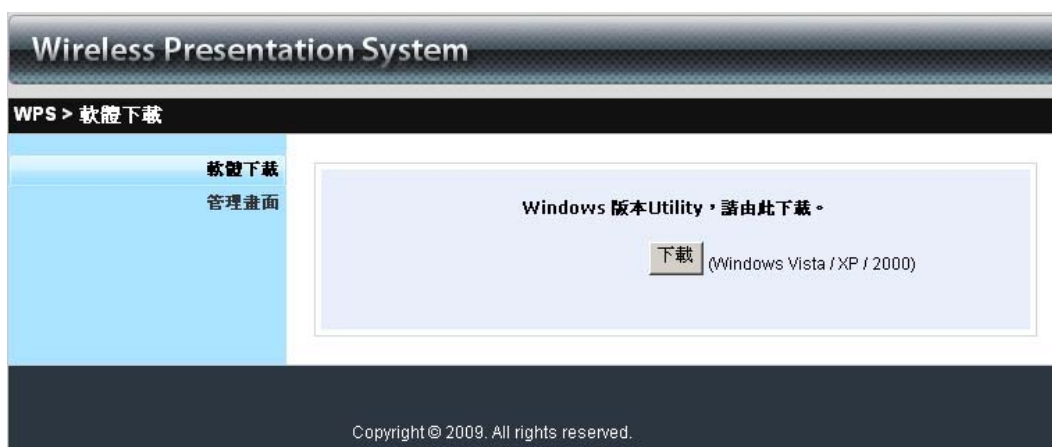 Wireless Presentation System
WPS > 軟體下載
軟體下載
管理畫面
Windows 版本Utility，請由此下載。
下載 (Windows Vista / XP / 2000)
Copyright © 2009. All rights reserved.